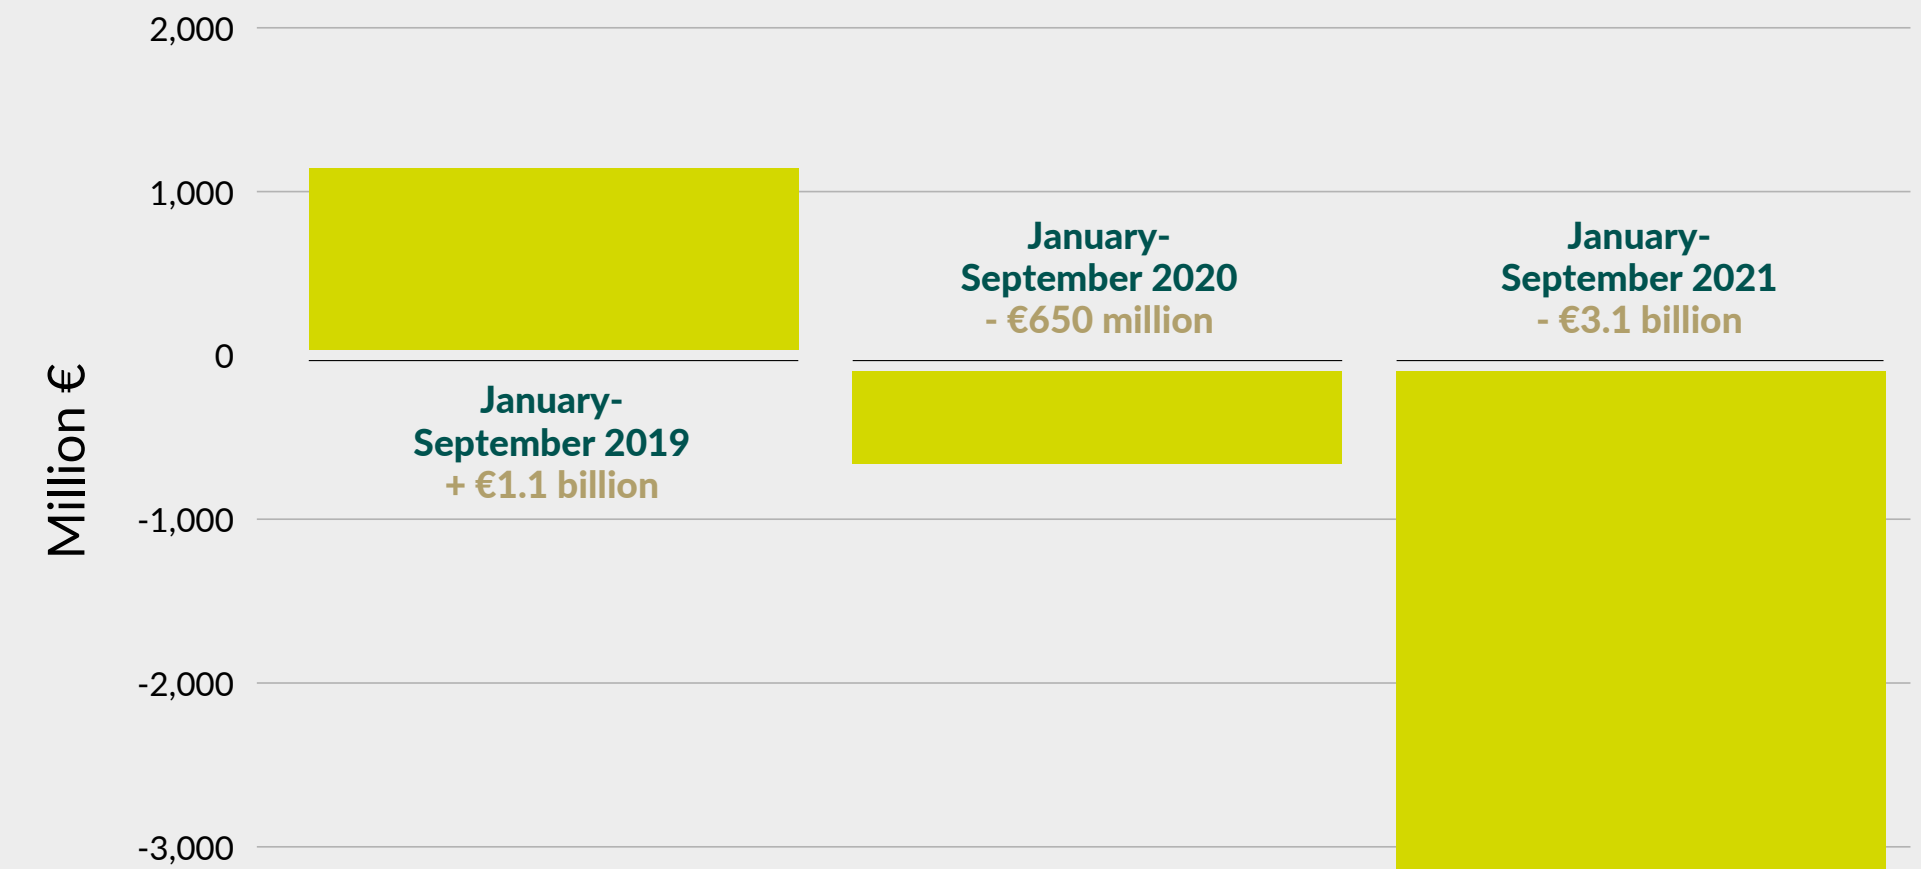 2,000
1,000
0
-1,000
-2,000
-3,000
Million €
January-
September 2019
+ €1.1 billion
January-
September 2020
- €650 million
January-
September 2021
- €3.1 billion